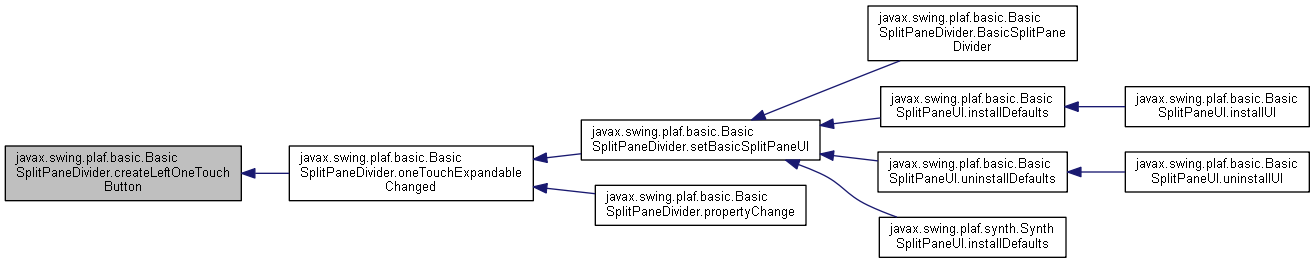 javax.swing.plaf.basic.Basic
SplitPaneDivider.createLeftOneTouch
Button
javax.swing.plaf.basic.Basic
SplitPaneDivider.oneTouchExpandable
Changed
javax.swing.plaf.basic.Basic
SplitPaneDivider.setBasicSplitPaneUI
javax.swing.plaf.basic.Basic
SplitPaneDivider.propertyChange
javax.swing.plaf.basic.Basic
SplitPaneDivider.BasicSplitPane
Divider
javax.swing.plaf.basic.Basic
SplitPaneUI.installDefaults
javax.swing.plaf.basic.Basic
SplitPaneUI.uninstallDefaults
javax.swing.plaf.synth.Synth
SplitPaneUI.installDefaults
javax.swing.plaf.basic.Basic
SplitPaneUI.installUI
javax.swing.plaf.basic.Basic
SplitPaneUI.uninstallUI